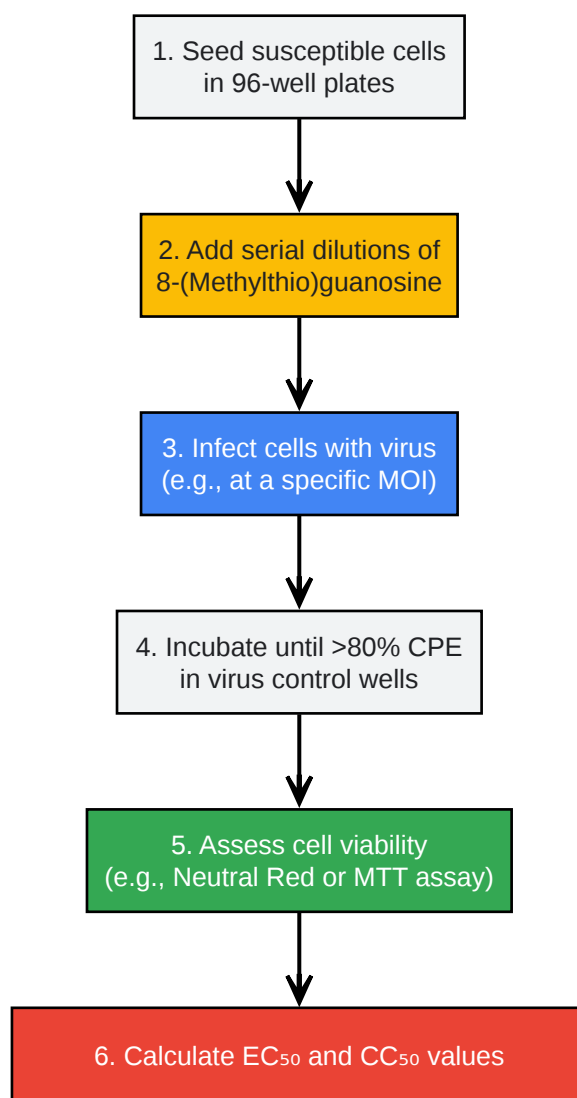 1. Seed susceptible cells
in 96-well plates
2. Add serial dilutions of
8-(Methylthio)guanosine
3. Infect cells with virus
(e.g., at a specific MOI)
4. Incubate until >80% CPE
in virus control wells
5. Assess cell viability
(e.g., Neutral Red or MTT assay)
6. Calculate EC₅₀ and CC₅₀ values